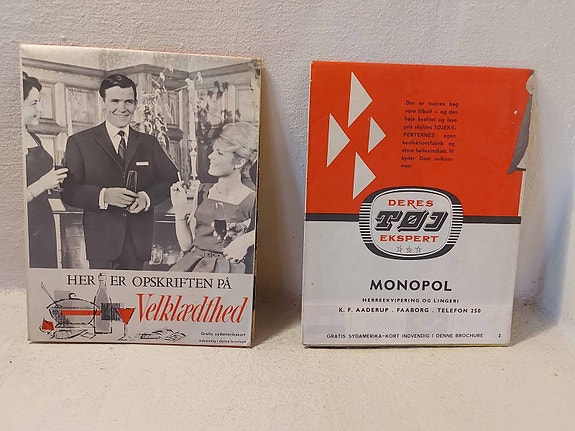 HER ER OPSKRIFTEN PÅ
Velklædthed
Gratis sydamerikakort
indvendig i denne brochure
Der er succes bag
vore tilbud — og den
høje kvalitet og lave
pris skyldes TØJEKS-
PERTERNES egen
konfektionsfabrik og
store fællesindkøb. Vi
byder Dem velkom-
men.
DERES
TØJ
EKSPERT
MONOPOL
HERREEKVIPERING OG LINGERI
K. F. AADERUP . FAABORG . TELEFON 250
GRATIS SYDAMERIKA-KORT INDVENDIG I DENNE BROCHURE 2